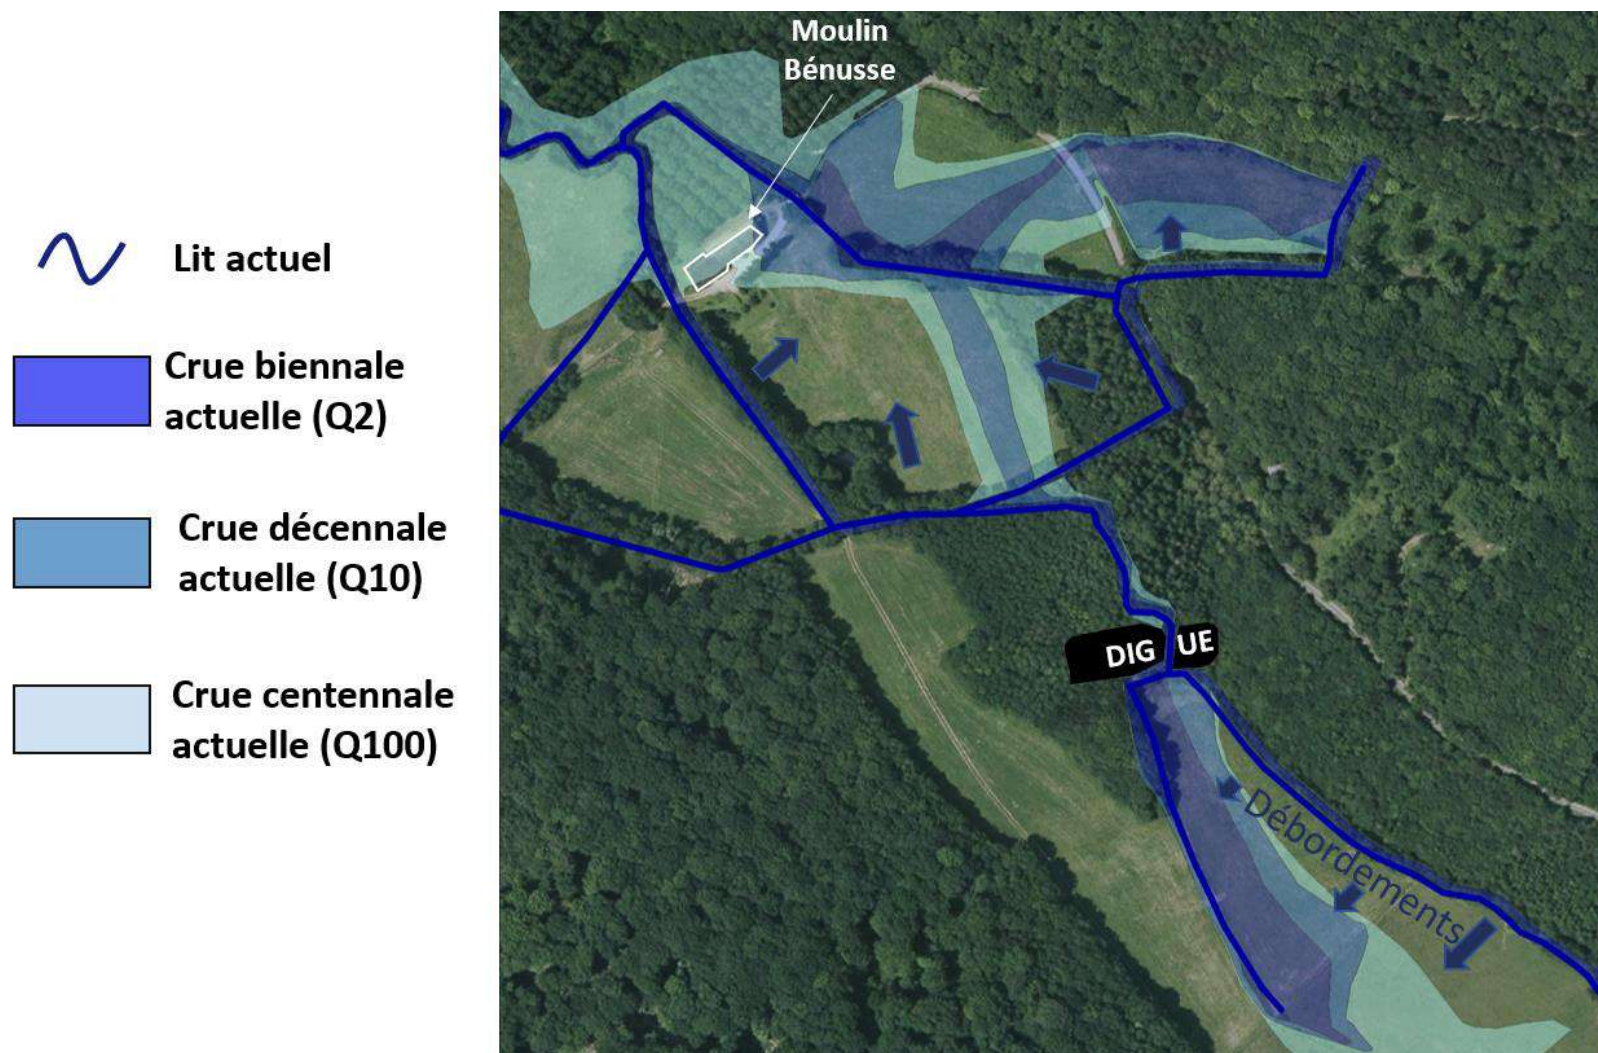 Moulin
Bénusse
Lit actuel
Crue biennale
actuelle (Q2)
Crue décennale
actuelle (Q10)
Crue centennale
actuelle (Q100)
DIG UE
Débordements